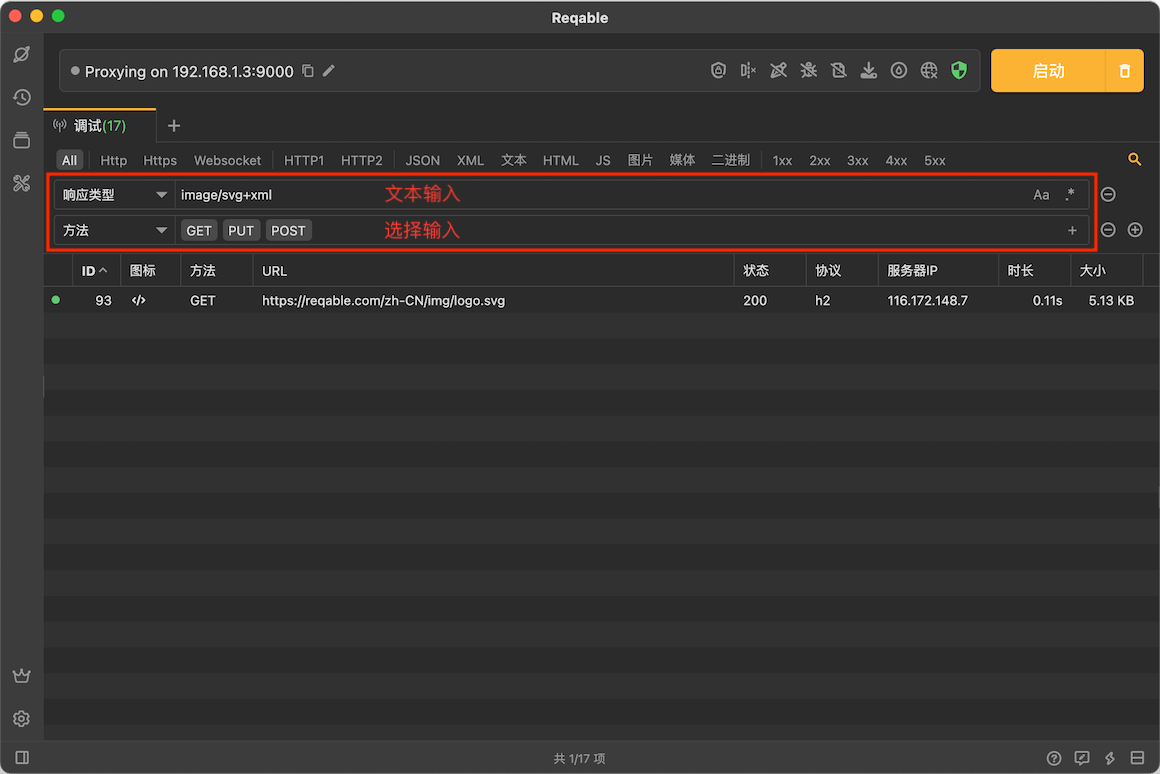 Reqable
Proxying on 192.168.1.3:9000 启动
调试(17)
All Http Https Websocket HTTP1 HTTP2 JSON XML 文本 HTML JS 图片 媒体 二进制 1xx 2xx 3xx 4xx 5xx
响应类型 image/svg+xml 文本输入 Aa .*
方法 GET PUT POST 选择输入
ID 图标 方法 URL 状态 协议 服务器IP 时长 大小
93 GET https://reqable.com/zh-CN/img/logo.svg 200 h2 116.172.148.7 0.11s 5.13 KB
共 1/17 项